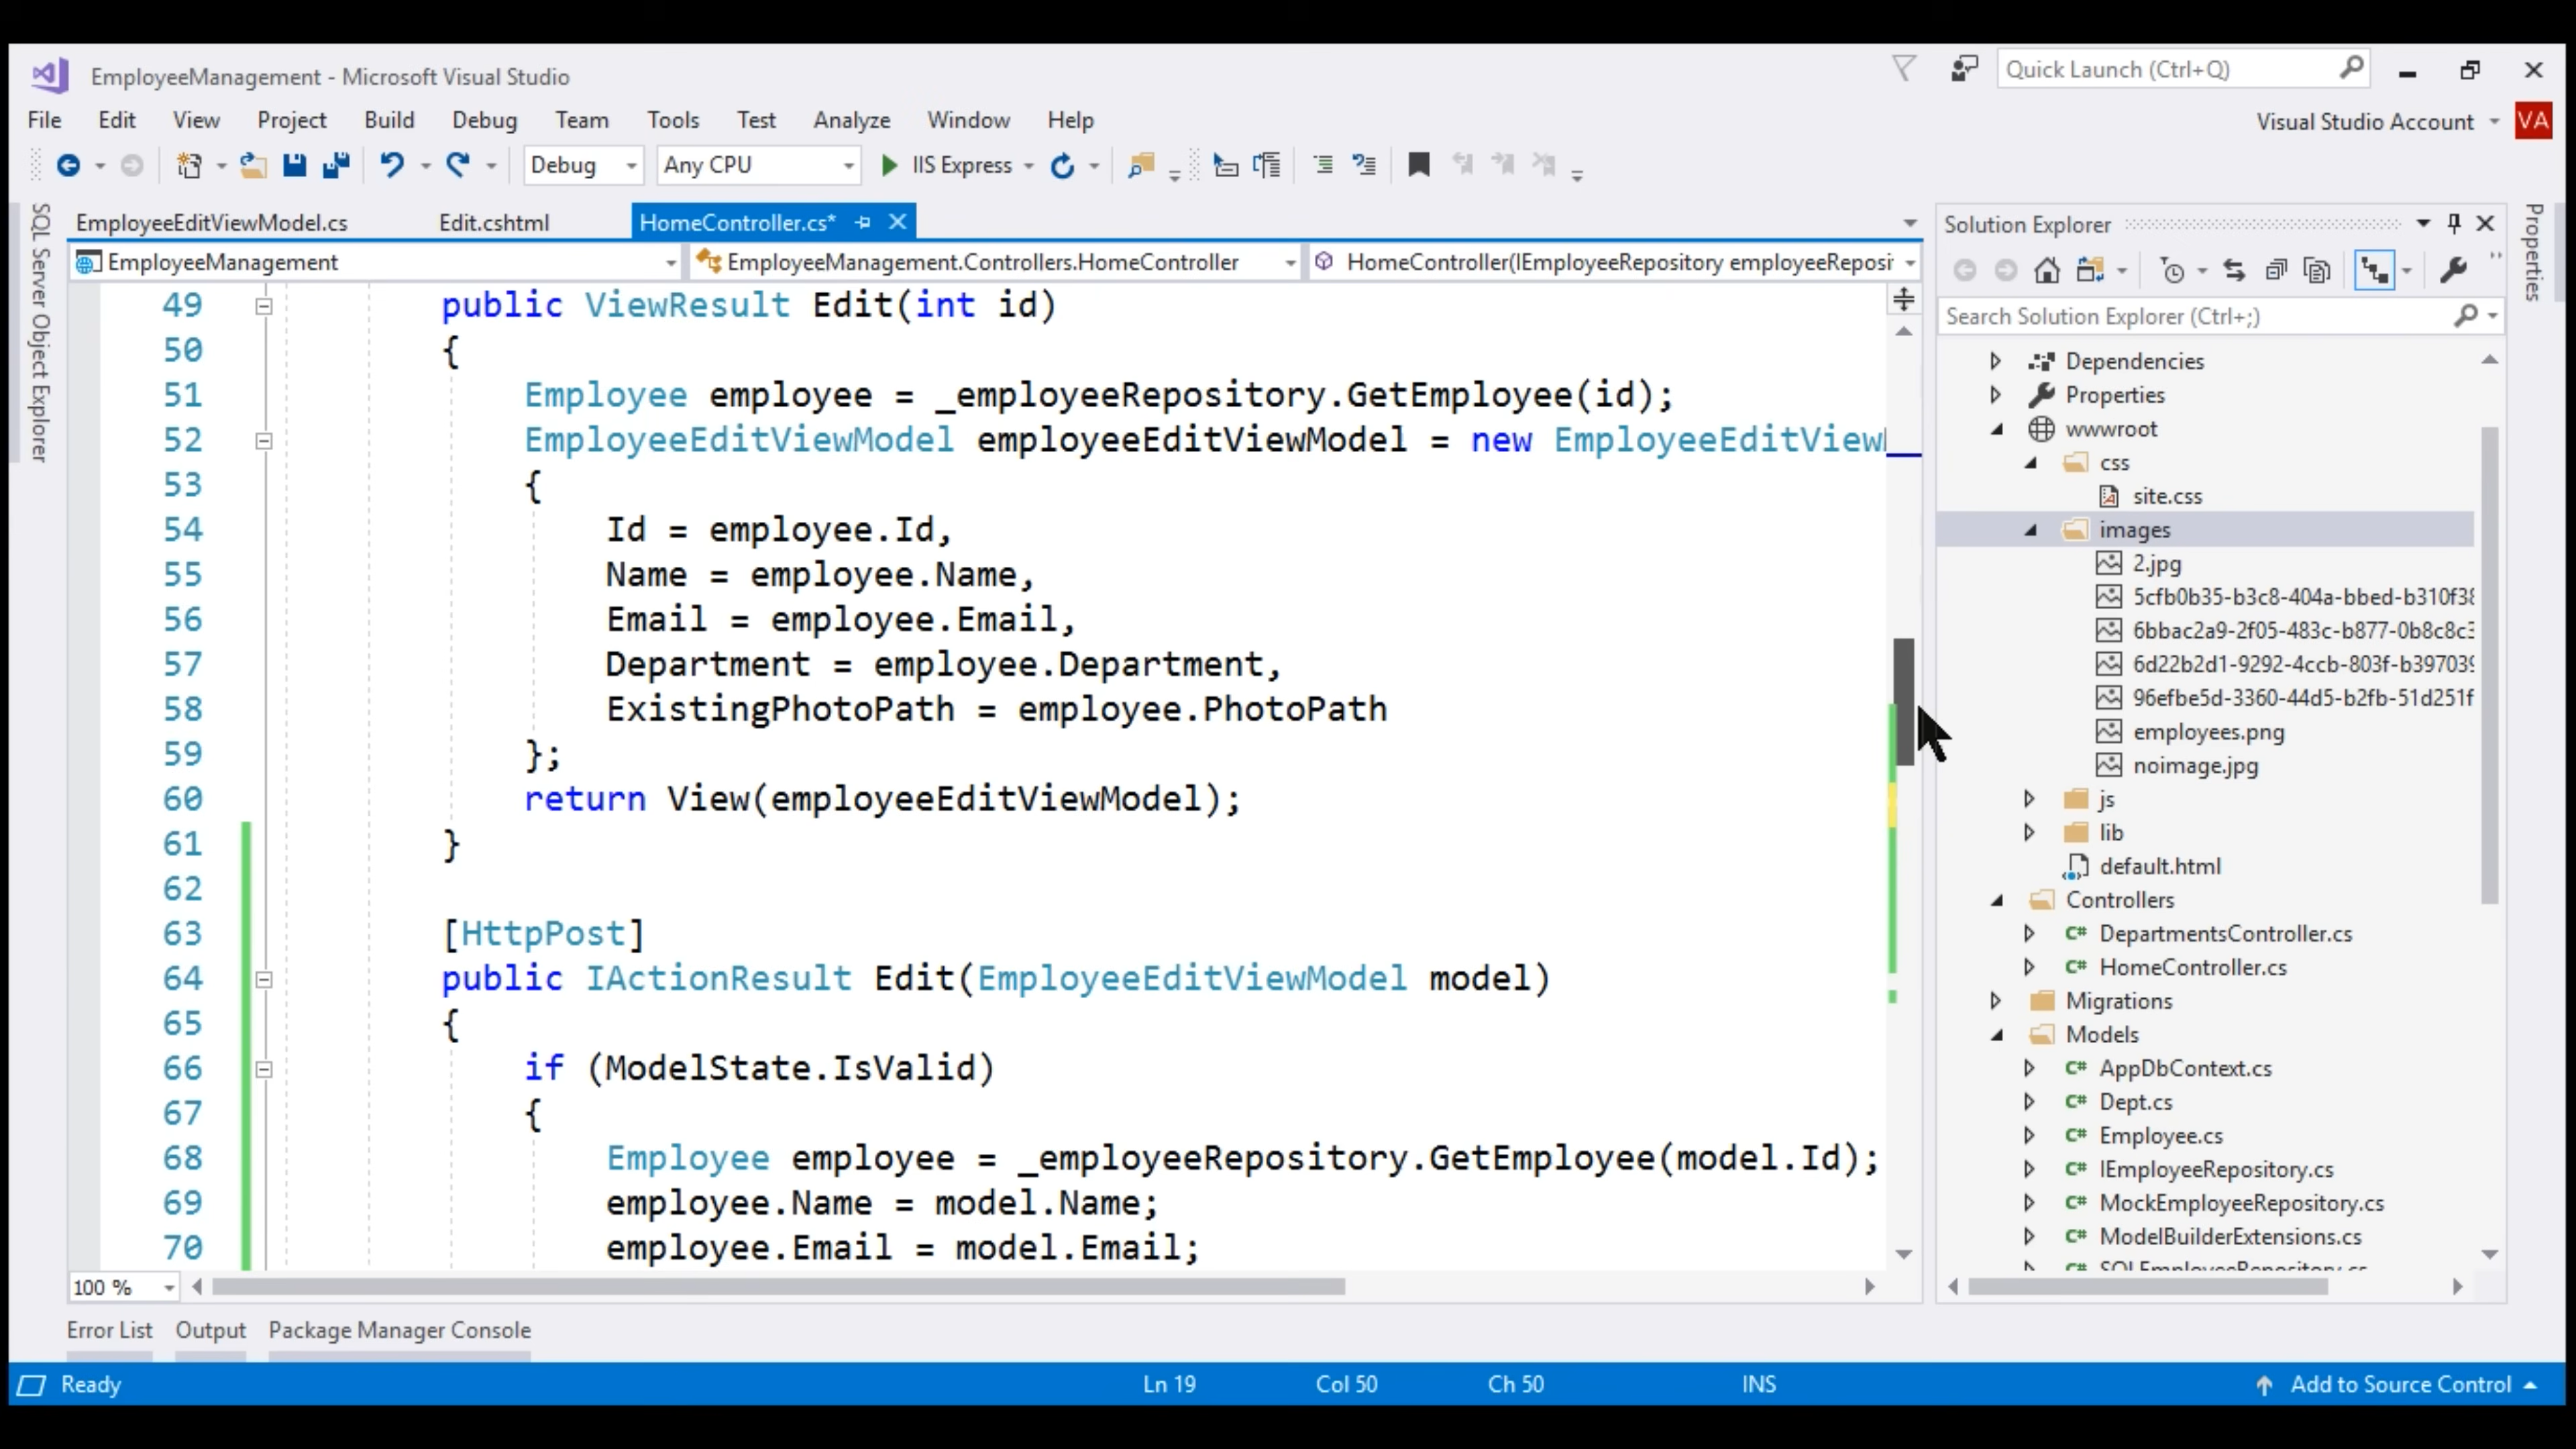 EmployeeManagement - Microsoft Visual Studio
Quick Launch (Ctrl+Q)
File Edit View Project Build Debug Team Tools Test Analyze Window Help
Visual Studio Account
VA
Debug
Any CPU
IIS Express
SQL Server Object Explorer
EmployeeEditViewModel.cs
Edit.cshtml
HomeController.cs*
EmployeeManagement
EmployeeManagement.Controllers.HomeController
HomeController(IEmployeeRepository employeeReposi
49 public ViewResult Edit(int id)
50 {
51 Employee employee = _employeeRepository.GetEmployee(id);
52 EmployeeEditViewModel employeeEditViewModel = new EmployeeEditView
53 {
54 Id = employee.Id,
55 Name = employee.Name,
56 Email = employee.Email,
57 Department = employee.Department,
58 ExistingPhotoPath = employee.PhotoPath
59 };
60 return View(employeeEditViewModel);
61 }
62
63 [HttpPost]
64 public IActionResult Edit(EmployeeEditViewModel model)
65 {
66 if (ModelState.IsValid)
67 {
68 Employee employee = _employeeRepository.GetEmployee(model.Id);
69 employee.Name = model.Name;
70 employee.Email = model.Email;
100 %
Solution Explorer
Search Solution Explorer (Ctrl+;)
Dependencies
Properties
wwwroot
css
site.css
images
2.jpg
5cfb0b35-b3c8-404a-bbed-b310f38
6bbac2a9-2f05-483c-b877-0b8c8c3
6d22b2d1-9292-4ccb-803f-b397039
96efbe5d-3360-44d5-b2fb-51d251f
employees.png
noimage.jpg
js
lib
default.html
Controllers
C# DepartmentsController.cs
C# HomeController.cs
Migrations
Models
C# AppDbContext.cs
C# Dept.cs
C# Employee.cs
C# IEmployeeRepository.cs
C# MockEmployeeRepository.cs
C# ModelBuilderExtensions.cs
C# SQLEmployeeRepository.cs
Properties
Error List Output Package Manager Console
Ready
Ln 19
Col 50
Ch 50
INS
Add to Source Control